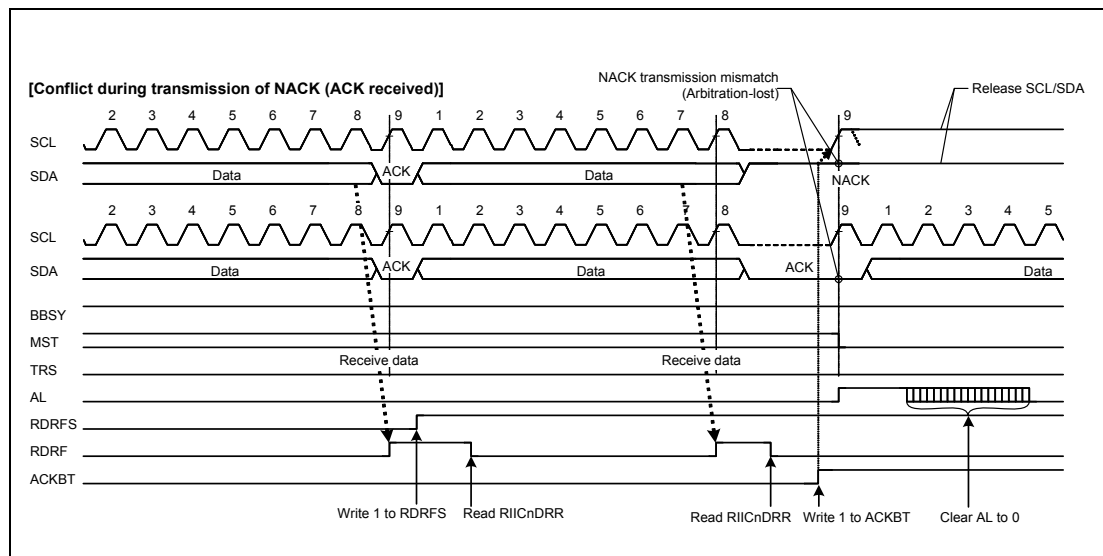 [Conflict during transmission of NACK (ACK received)]
NACK transmission mismatch
(Arbitration-lost)
Release SCL/SDA
2 3 4 5 6 7 8 9 1 2 3 4 5 6 7 8 9
SCL
SDA
Data ACK Data NACK
2 3 4 5 6 7 8 9 1 2 3 4 5 6 7 8 9 1 2 3 4 5
SCL
SDA
Data ACK Data ACK Data
BBSY
MST
Receive data Receive data
TRS
AL
RDRFS
RDRF
ACKBT
Write 1 to RDRFS Read RIICnDRR Read RIICnDRR Write 1 to ACKBT Clear AL to 0